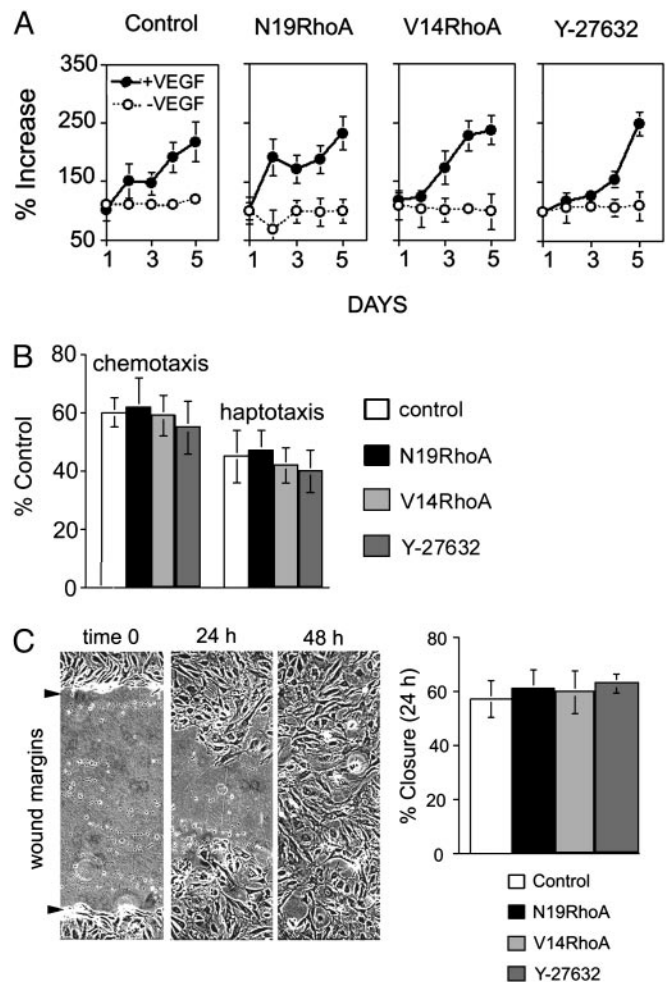 A
Control
N19RhoA
V14RhoA
Y-27632
% Increase
350
250
150
50
+VEGF
-VEGF
1 3 5
1 3 5
1 3 5
1 3 5
DAYS
B
% Control
80
60
40
20
0
chemotaxis
haptotaxis
control
N19RhoA
V14RhoA
Y-27632
C
time 0
24 h
48 h
wound margins
% Closure (24 h)
80
60
40
20
0
Control
N19RhoA
V14RhoA
Y-27632